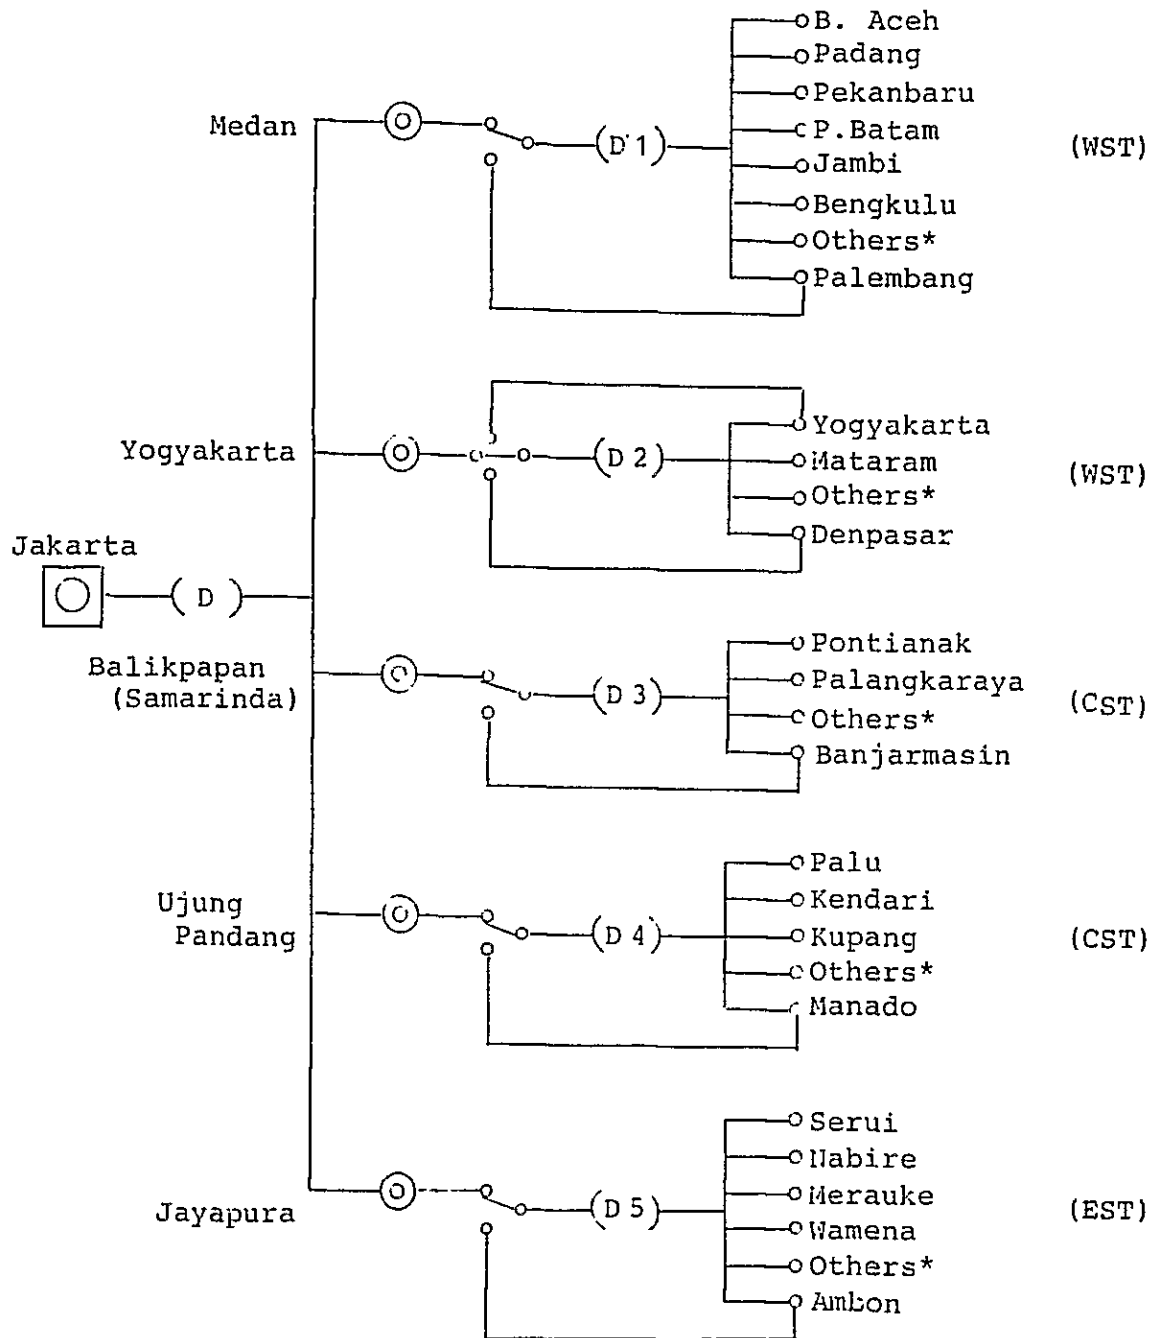 B. Aceh
Padang
Pekanbaru
P.Batam
Jambi
Bengkulu
Others*
Palembang
Medan
(D 1)
(WST)
Yogyakarta
(D 2)
Yogyakarta
Mataram
Others*
Denpasar
(WST)
Jakarta
(D)
Balikpapan
(Samarinda)
(D 3)
Pontianak
Palangkaraya
Others*
Banjarmasin
(CST)
Ujung
Pandang
(D 4)
Palu
Kendari
Kupang
Others*
Manado
(CST)
Jayapura
(D 5)
Serui
Nabire
Merauke
Wamena
Others*
Ambon
(EST)